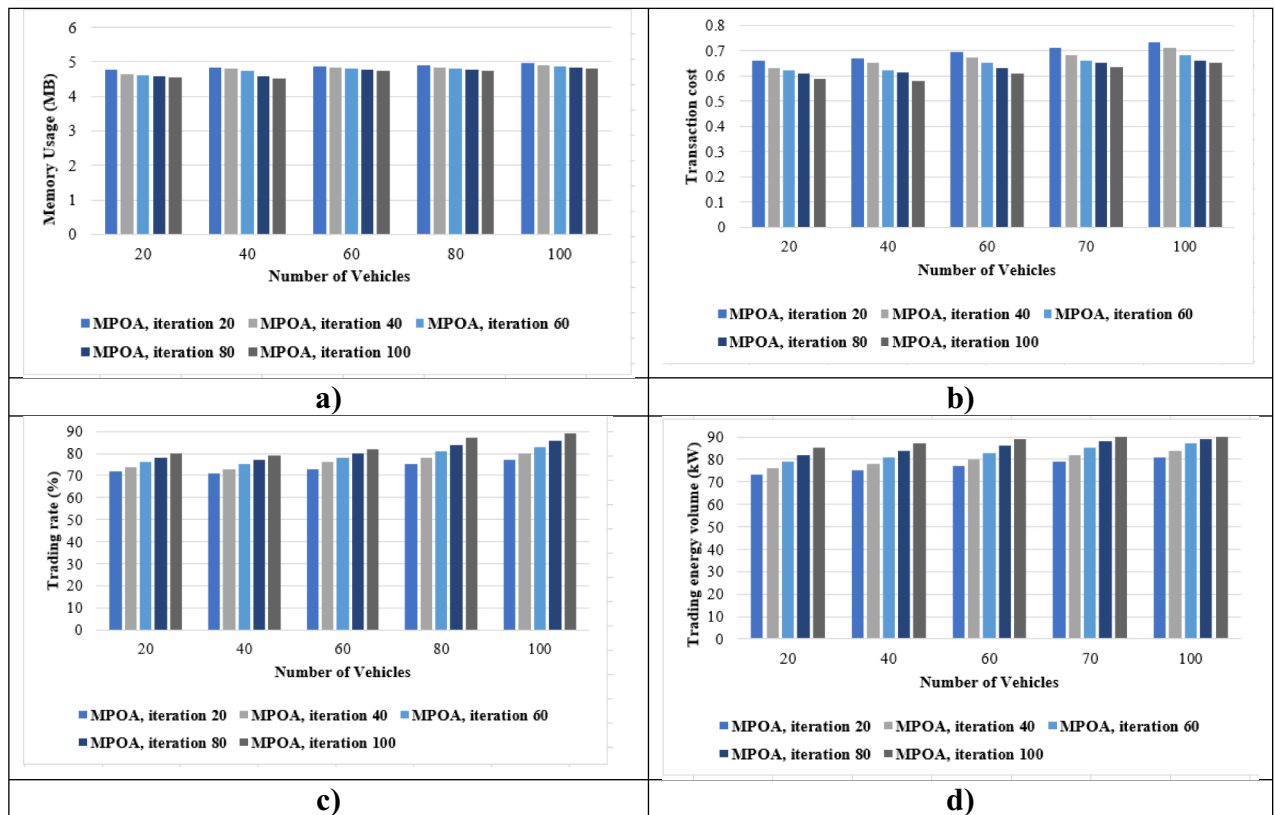 6
5
4
3
2
1
0
Memory Usage (MB)
20 40 60 80 100
Number of Vehicles
MPOA, iteration 20 MPOA, iteration 40 MPOA, iteration 60
MPOA, iteration 80 MPOA, iteration 100
a)
0.8
0.7
0.6
0.5
0.4
0.3
0.2
0.1
0
Transaction cost
20 40 60 70 100
Number of Vehicles
MPOA, iteration 20 MPOA, iteration 40 MPOA, iteration 60
MPOA, iteration 80 MPOA, iteration 100
b)
90
80
70
60
50
40
30
20
10
0
Trading rate (%)
20 40 60 80 100
Number of Vehicles
MPOA, iteration 20 MPOA, iteration 40 MPOA, iteration 60
MPOA, iteration 80 MPOA, iteration 100
c)
90
80
70
60
50
40
30
20
10
0
Trading energy volume (kW)
20 40 60 70 100
Number of Vehicles
MPOA, iteration 20 MPOA, iteration 40 MPOA, iteration 60
MPOA, iteration 80 MPOA, iteration 100
d)